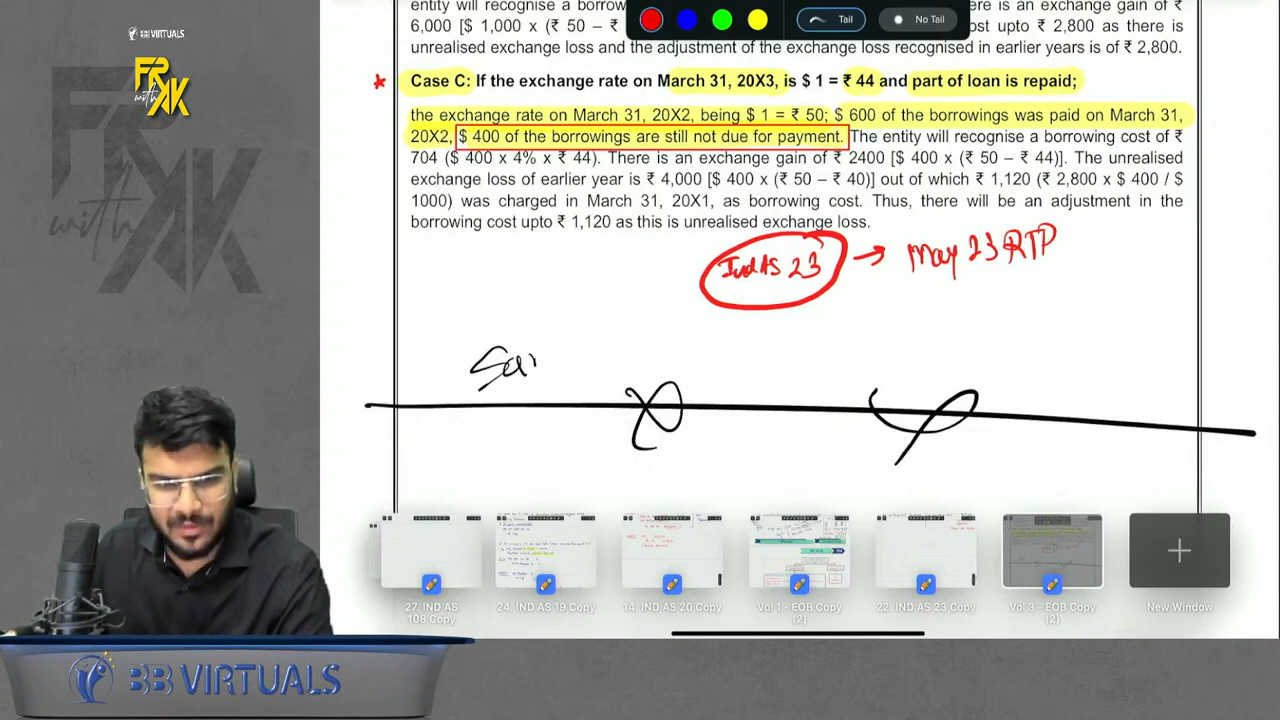 BB VIRTUALS
FR
with
AK
FR
with
AK
Tail
No Tail
entity will recognise a borrow
ere is an exchange gain of ₹
6,000 [$ 1,000 x (₹ 50 – ₹
cost upto ₹ 2,800 as there is
unrealised exchange loss and the adjustment of the exchange loss recognised in earlier years is of ₹ 2,800.
Case C: If the exchange rate on March 31, 20X3, is $ 1 = ₹ 44 and part of loan is repaid;
the exchange rate on March 31, 20X2, being $ 1 = ₹ 50; $ 600 of the borrowings was paid on March 31,
20X2, $ 400 of the borrowings are still not due for payment. The entity will recognise a borrowing cost of ₹
704 ($ 400 x 4% x ₹ 44). There is an exchange gain of ₹ 2400 [$ 400 x (₹ 50 – ₹ 44)]. The unrealised
exchange loss of earlier year is ₹ 4,000 [$ 400 x (₹ 50 – ₹ 40)] out of which ₹ 1,120 (₹ 2,800 x $ 400 / $
1000) was charged in March 31, 20X1, as borrowing cost. Thus, there will be an adjustment in the
borrowing cost upto ₹ 1,120 as this is unrealised exchange loss.
Ind AS 23 → May 23 RTP
27. IND AS
108 Copy
24. IND AS 19 Copy
14. IND AS 20 Copy
Vol 1 - EOB Copy
(2)
22. IND AS 23 Copy
Vol 3 - EOB Copy
(2)
New Window
BB VIRTUALS